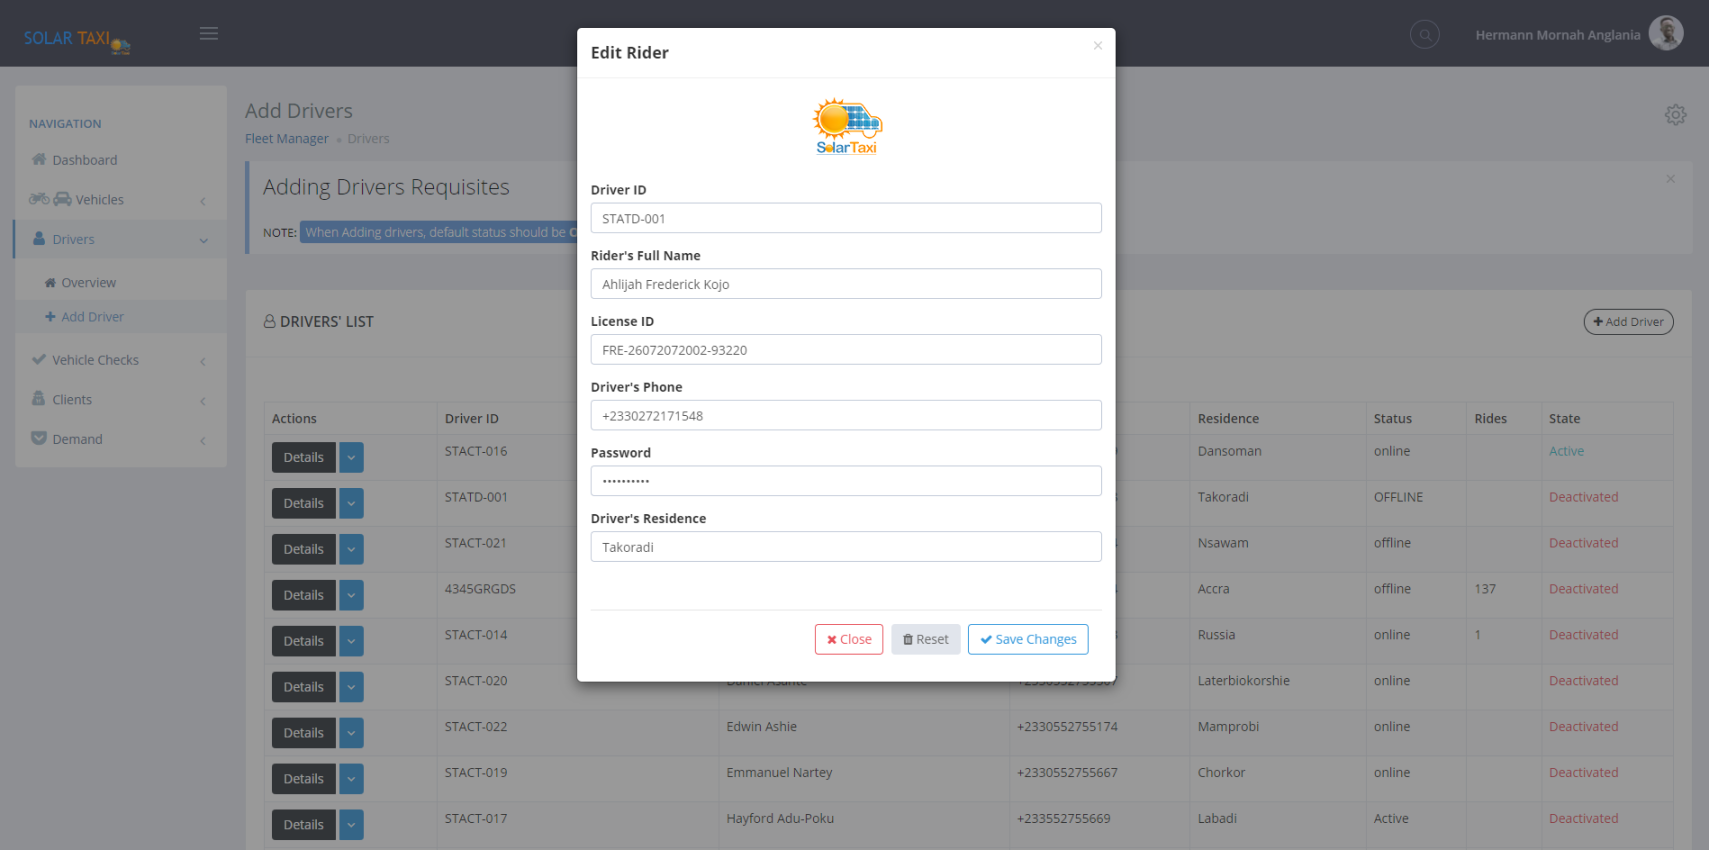 SOLAR TAXI
Hermann Mornah Anglania
NAVIGATION
Dashboard
Vehicles
Drivers
Overview
Add Driver
Vehicle Checks
Clients
Demand
Add Drivers
Fleet Manager Drivers
Adding Drivers Requisites
NOTE: When Adding drivers, default status should be
DRIVERS' LIST
Add Driver
Edit Rider
SolarTaxi
Driver ID
STATD-001
Rider's Full Name
Ahlijah Frederick Kojo
License ID
FRE-26072072002-93220
Driver's Phone
+2330272171548
Password
••••••••••
Driver's Residence
Takoradi
Close Reset Save Changes
Actions Driver ID Residence Status Rides State
Details STACT-016 Dansoman online Active
Details STATD-001 Takoradi OFFLINE Deactivated
Details STACT-021 Nsawam offline Deactivated
Details 4345GRGDS Accra offline 137 Deactivated
Details STACT-014 Russia online 1 Deactivated
Details STACT-020 Laterbiokorshie online Deactivated
Details STACT-022 Edwin Ashie +2330552755174 Mamprobi online Deactivated
Details STACT-019 Emmanuel Nartey +2330552755667 Chorkor online Deactivated
Details STACT-017 Hayford Adu-Poku +233552755669 Labadi Active Deactivated